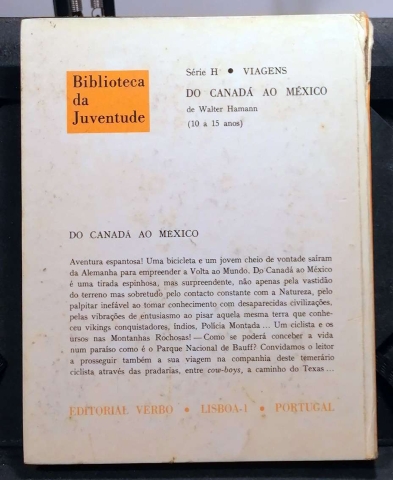 Biblioteca
da
Juventude
Série H • VIAGENS
DO CANADÁ AO MÉXICO
de Walter Hamann
(10 a 15 anos)
DO CANADÁ AO MÉXICO
Aventura espantosa! Uma bicicleta e um jovem cheio de vontade saíram
da Alemanha para empreender a Volta ao Mundo. Do Canadá ao México
é uma tirada espinhosa, mas surpreendente, não apenas pela vastidão
do terreno mas sobretudo pelo contacto constante com a Natureza, pelo
palpitar inefável ao tomar conhecimento com desaparecidas civilizações,
pelas vibrações de entusiasmo ao pisar aquela mesma terra que conhe-
ceu vikings conquistadores, índios, Polícia Montada ... Um ciclista e os
ursos nas Montanhas Rochosas! — Como se poderá conceber a vida
num paraíso como é o Parque Nacional de Bauff? Convidamos o leitor
a prosseguir também a sua viagem na companhia deste temerário
ciclista através das pradarias, entre cow-boys, a caminho do Texas ...
EDITORIAL VERBO • LISBOA-1 • PORTUGAL